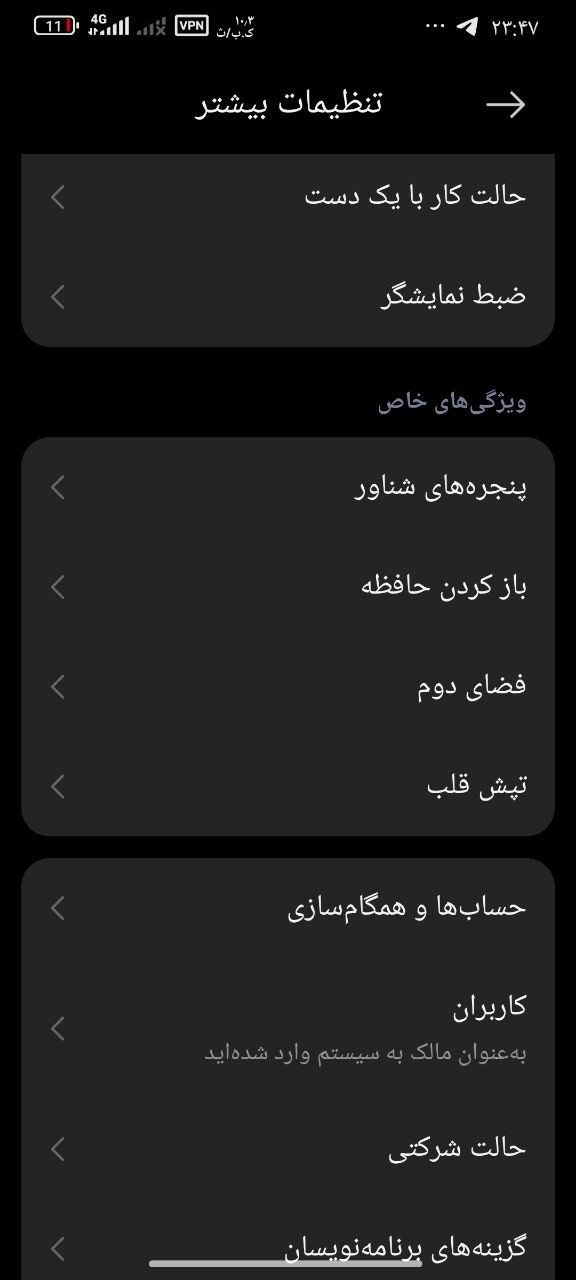 ۲۳:۴۷
۱۰٫۳
ک.ب/ث
VPN
4G
11
تنظیمات بیشتر
حالت کار با یک دست
ضبط نمایشگر
ویژگی‌های خاص
پنجره‌های شناور
باز کردن حافظه
فضای دوم
تپش قلب
حساب‌ها و همگام‌سازی
کاربران
به‌عنوان مالک به سیستم وارد شده‌اید
حالت شرکتی
گزینه‌های برنامه‌نویسان